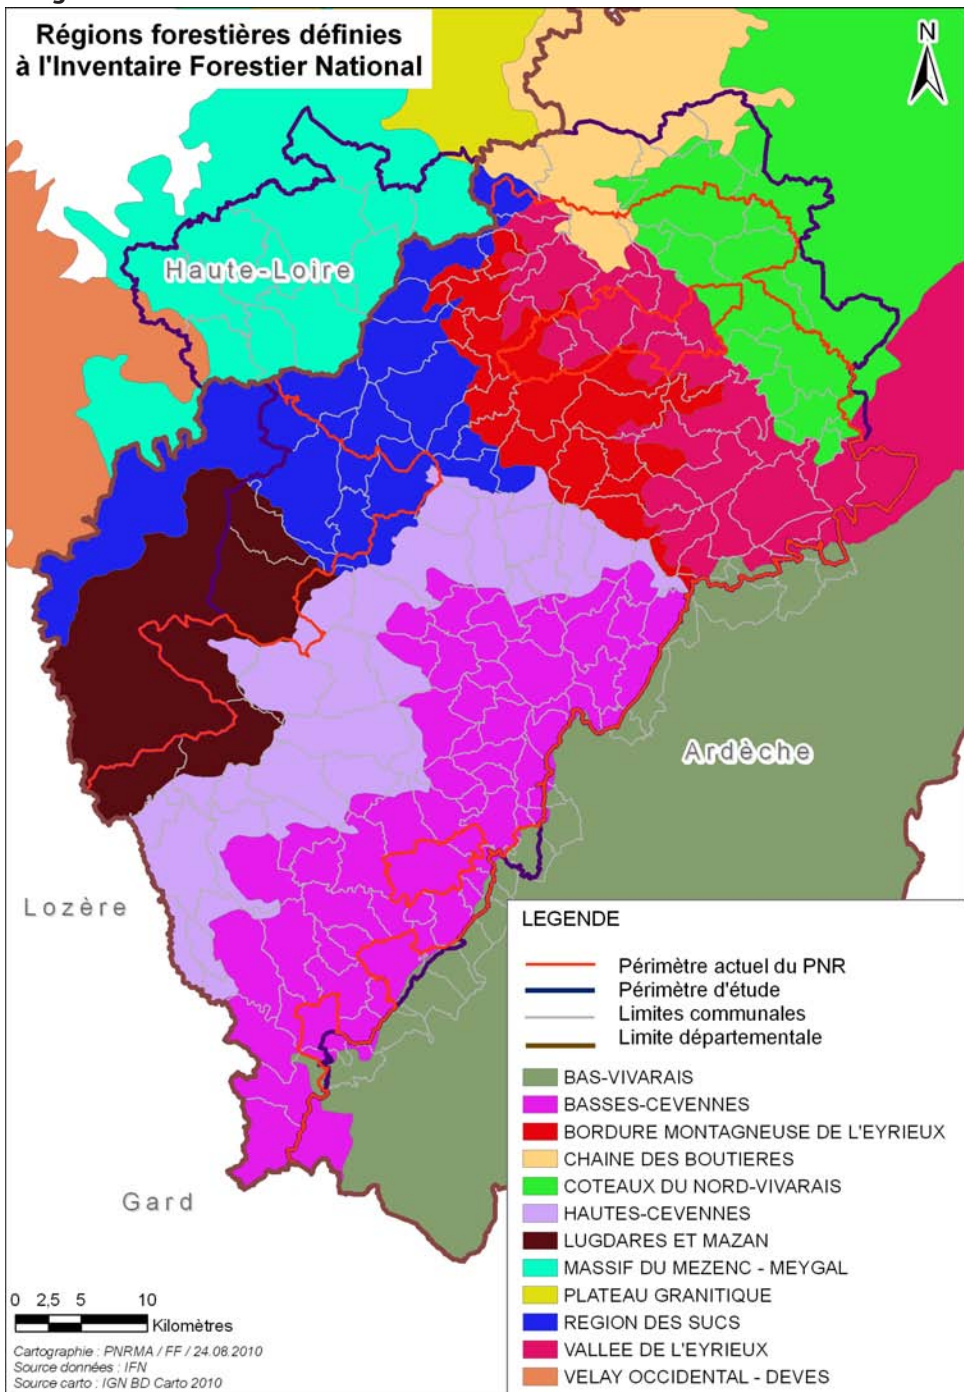 Régions forestières définies
à l'Inventaire Forestier National
N
Haute-Loire
Ardèche
Lozère
Gard
LEGENDE
Périmètre actuel du PNR
Périmètre d'étude
Limites communales
Limite départementale
BAS-VIVARAIS
BASSES-CEVENNES
BORDURE MONTAGNEUSE DE L'EYRIEUX
CHAINE DES BOUTIERES
COTEAUX DU NORD-VIVARAIS
HAUTES-CEVENNES
LUGDARES ET MAZAN
MASSIF DU MEZENC - MEYGAL
PLATEAU GRANITIQUE
REGION DES SUCS
VALLEE DE L'EYRIEUX
VELAY OCCIDENTAL - DEVES
0 2,5 5 10
Kilomètres
Cartographie : PNRMA / FF / 24.08.2010
Source données : IFN
Source carto : IGN BD Carto 2010